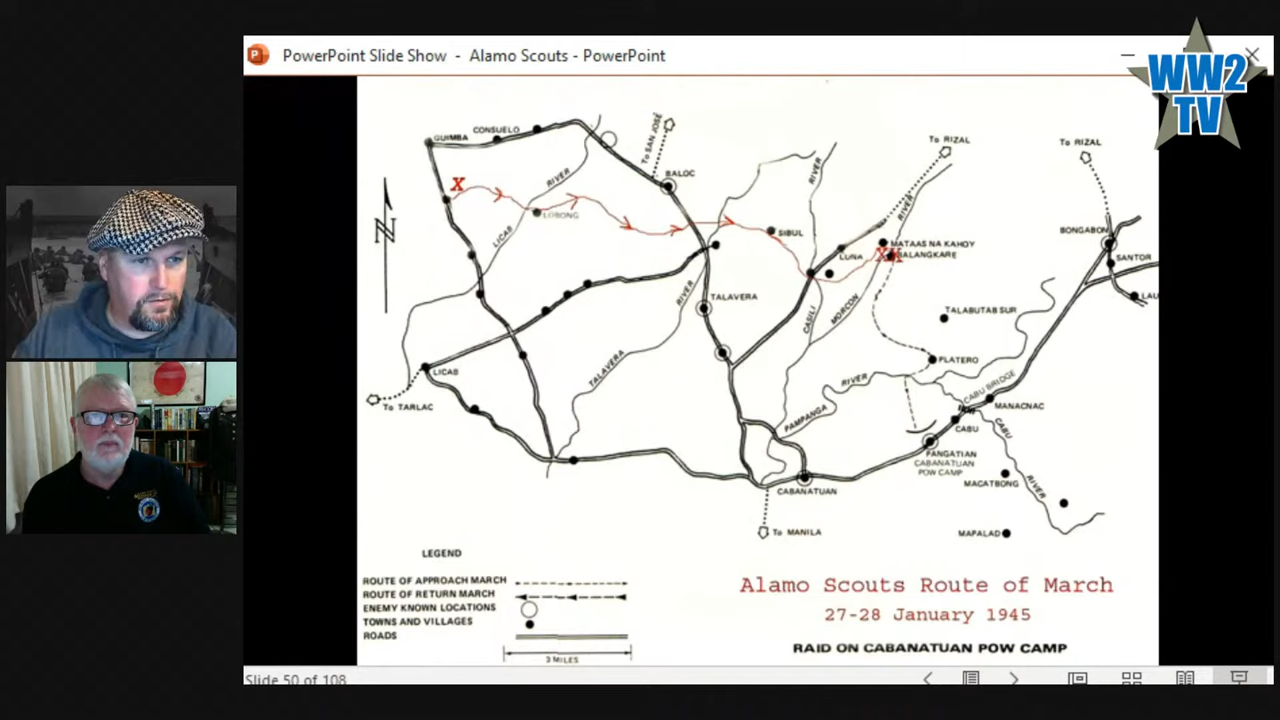 PowerPoint Slide Show - Alamo Scouts - PowerPoint
WW2
TV
GUIMBA
CONSUELO
To SAN JOSÉ
To RIZAL
To RIZAL
RIVER
BALOC
RIVER
RIVER
LOBONG
LICAB
X
N
SIBUL
LUNA
MATAAS NA KAHOY
BALANGKARE
XX
BONGABON
SANTOR
LAU
TALAVERA
RIVER
CASILI
MORCON
TALABUTAB SUR
TALAVERA
PLATERO
LICAB
To TARLAC
PAMPANGA
RIVER
CABU BRIDGE
MANACNAC
CABU
CABU
RIVER
PANGATIAN
CABANATUAN
POW CAMP
MACATBONG
CABANATUAN
To MANILA
MAPALAD
LEGEND
ROUTE OF APPROACH MARCH
ROUTE OF RETURN MARCH
ENEMY KNOWN LOCATIONS
TOWNS AND VILLAGES
ROADS
3 MILES
Alamo Scouts Route of March
27-28 January 1945
RAID ON CABANATUAN POW CAMP
Slide 50 of 108